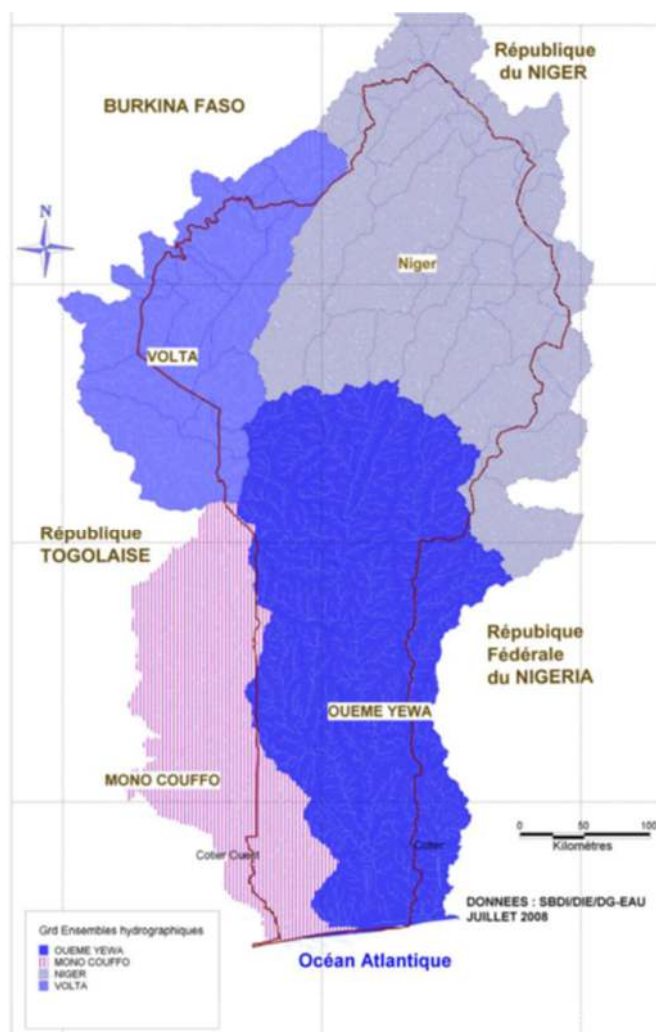 République
du NIGER
BURKINA FASO
N
Niger
VOLTA
République
TOGOLAISE
Répubique
Fédérale
du NIGERIA
OUEME YEWA
MONO COUFFO
0 50 100
Kilomètres
Cotier Ouest
Cotier
DONNEES : SBDI/DIE/DG-EAU
JUILLET 2008
Grd Ensembles hydrographiques
OUEME YEWA
MONO COUFFO
NIGER
VOLTA
Océan Atlantique